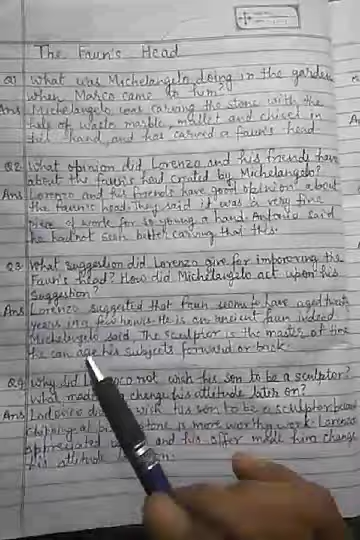 The Faun's Head
Q1 What was Michelangelo doing in the garden
when Marco came to him?
Ans Michelangelo was carving the stone with the
help of waste marble, mallet and chisel in
his hand and has carved a faun's head.
Q2 What opinion did Lorenzo and his friends have
about the faun's head created by Michelangelo?
Ans Lorenzo and his friends have good opinion about
the faun's head. They said it was a very fine
piece of work for so young a hand. Antonio said
he had not seen better carving than this.
Q3 What suggestion did Lorenzo give for improving the
Faun's head? How did Michelangelo act upon his
suggestion?
Ans Lorenzo suggested that faun seems to have aged
years in a few hours. He is an ancient faun indeed
Michelangelo said the sculptor is the master of time
he can age his subjects forward or back.
Q4 Why did not wish his son to be a sculptor?
What made change his attitude later on?
Ans Lodovico wish his son to be a sculptor
chipping at stone is more worthy work. Lorenzo
appreciated and his offer made him change
his attitude